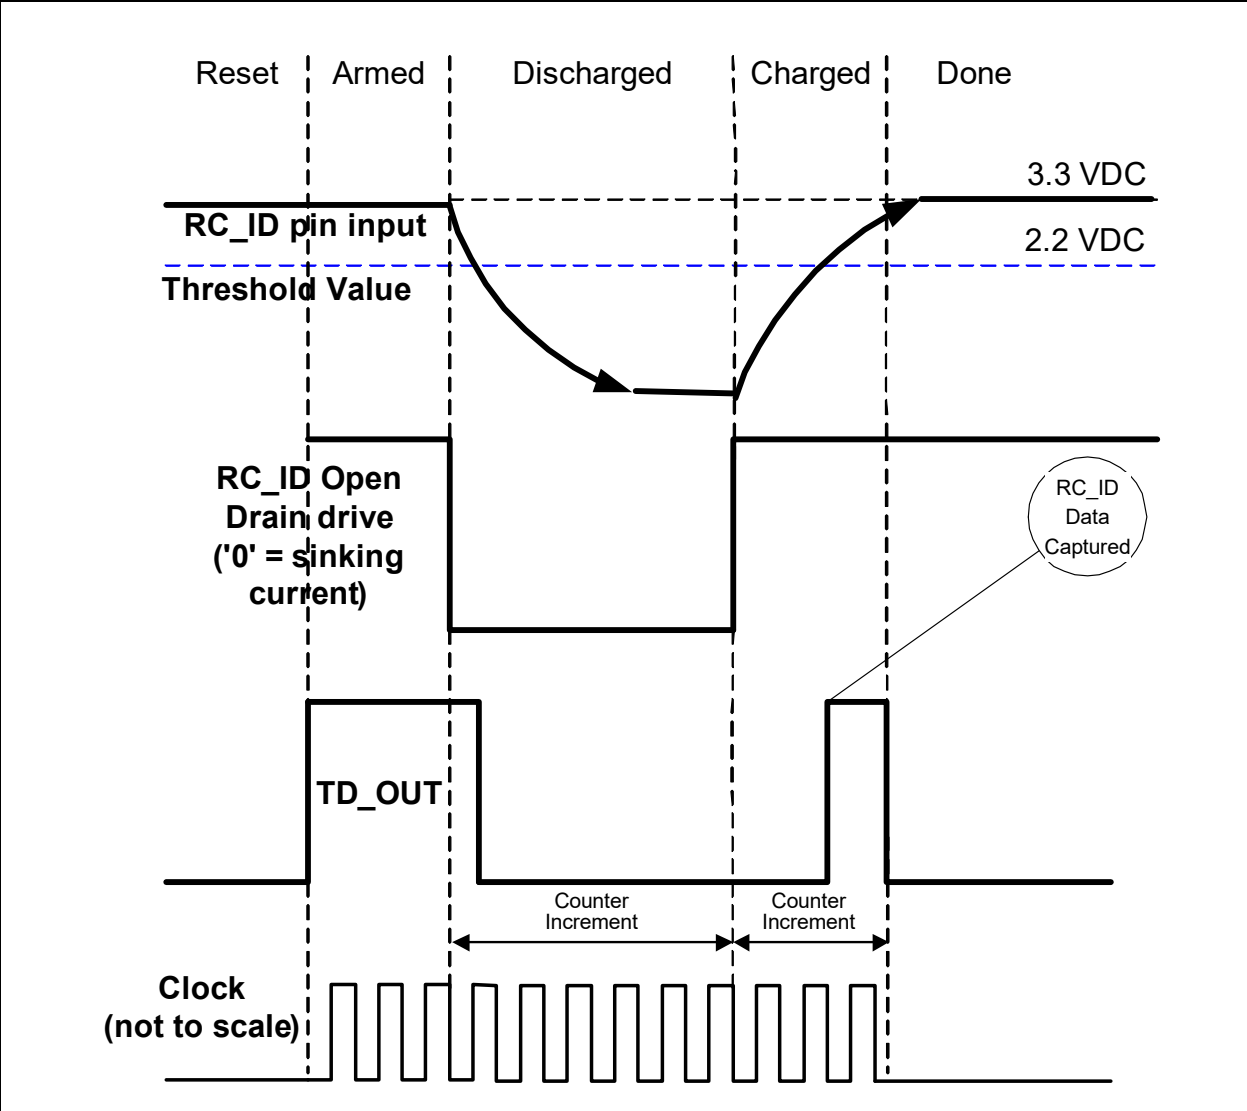 Reset Armed Discharged Charged Done
3.3 VDC
RC_ID pin input
2.2 VDC
Threshold Value
RC_ID Open
Drain drive
('0' = sinking
current)
RC_ID
Data
Captured
TD_OUT
Counter
Increment
Counter
Increment
Clock
(not to scale)